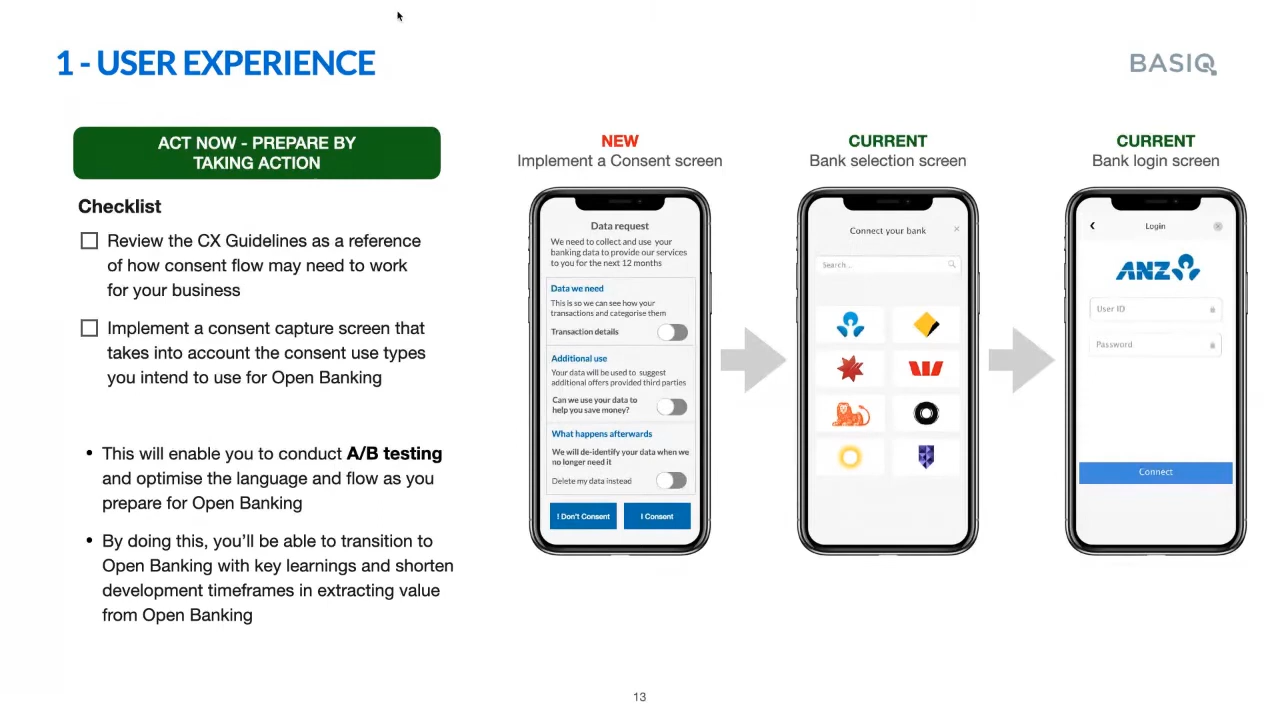 1 - USER EXPERIENCE
BASIQ
ACT NOW - PREPARE BY
TAKING ACTION
Checklist
Review the CX Guidelines as a reference
of how consent flow may need to work
for your business
Implement a consent capture screen that
takes into account the consent use types
you intend to use for Open Banking
• This will enable you to conduct A/B testing
and optimise the language and flow as you
prepare for Open Banking
• By doing this, you'll be able to transition to
Open Banking with key learnings and shorten
development timeframes in extracting value
from Open Banking
NEW
Implement a Consent screen
Data request
We need to collect and use your
banking data to provide our services
to you for the next 12 months
Data we need
This is so we can see how your
transactions and categorise them
Transaction details
Additional use
Your data will be used to suggest
additional offers provided third parties
Can we use your data to
help you save money?
What happens afterwards
We will de-identify your data when we
no longer need it
Delete my data instead
I Don't Consent
I Consent
CURRENT
Bank selection screen
Connect your bank
Search...
CURRENT
Bank login screen
Login
ANZ
User ID
Password
Connect
13